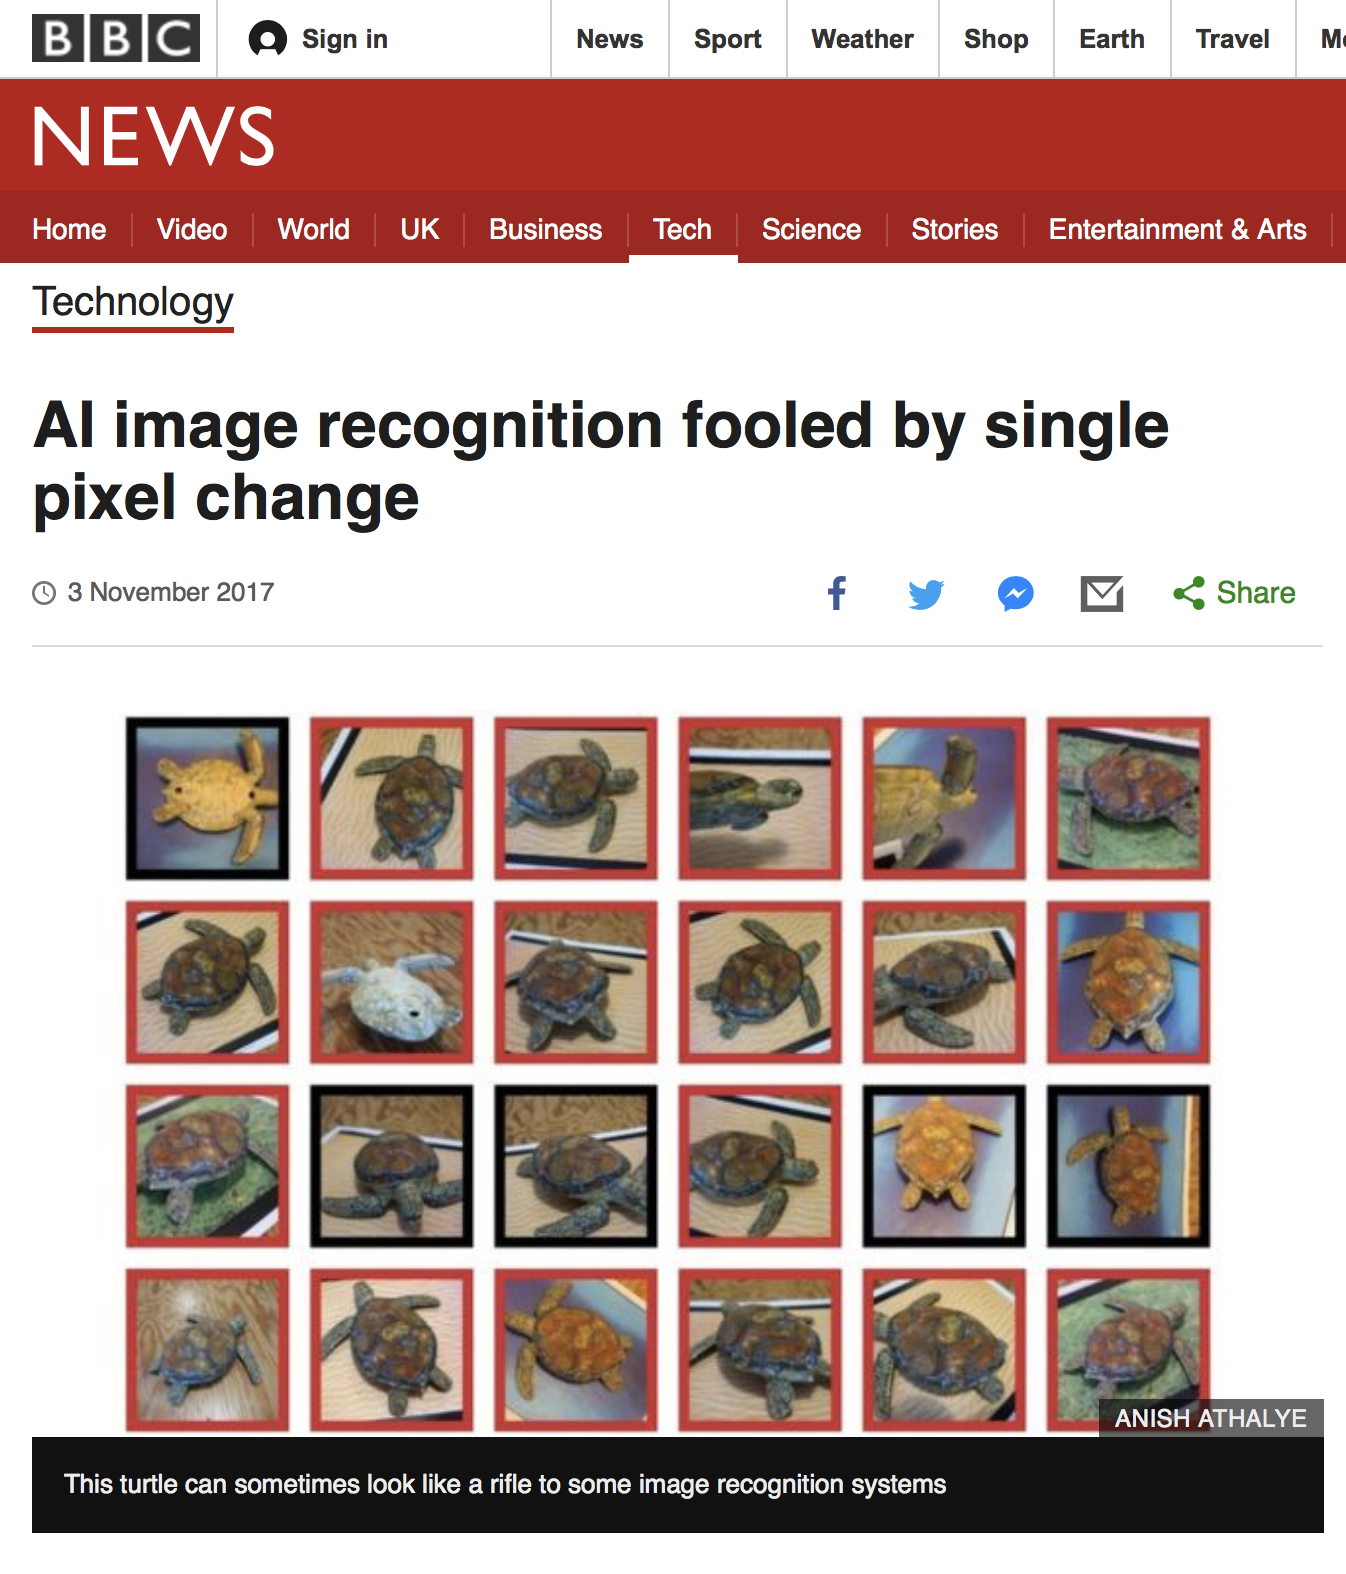 BBC Sign in News Sport Weather Shop Earth Travel
NEWS
Home Video World UK Business Tech Science Stories Entertainment & Arts
Technology
AI image recognition fooled by single
pixel change
3 November 2017 Share
ANISH ATHALYE
This turtle can sometimes look like a rifle to some image recognition systems